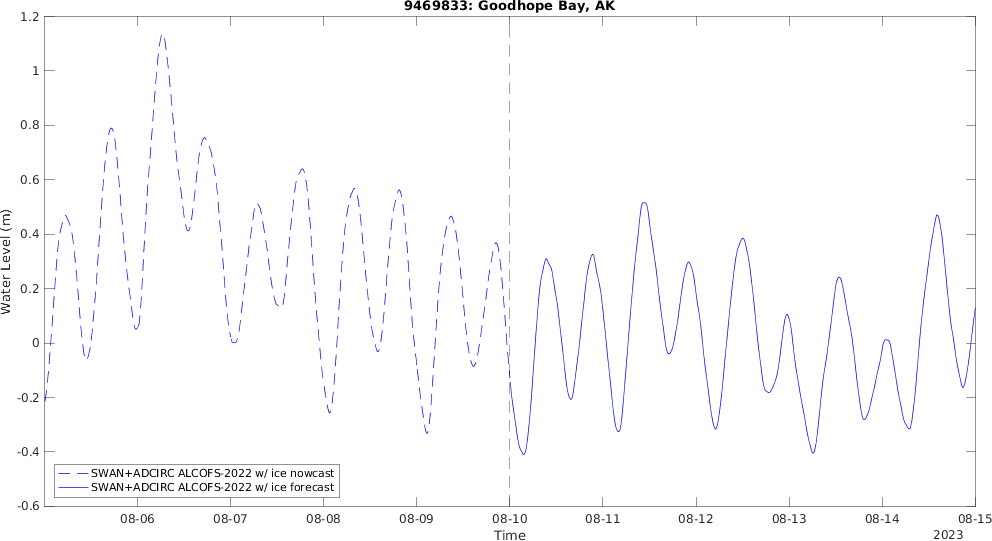 9469833: Goodhope Bay, AK
Water Level (m)
1.2
1
0.8
0.6
0.4
0.2
0
-0.2
-0.4
-0.6
SWAN+ADCIRC ALCOFS-2022 w/ ice nowcast
SWAN+ADCIRC ALCOFS-2022 w/ ice forecast
08-06 08-07 08-08 08-09 08-10 08-11 08-12 08-13 08-14 08-15
Time
2023